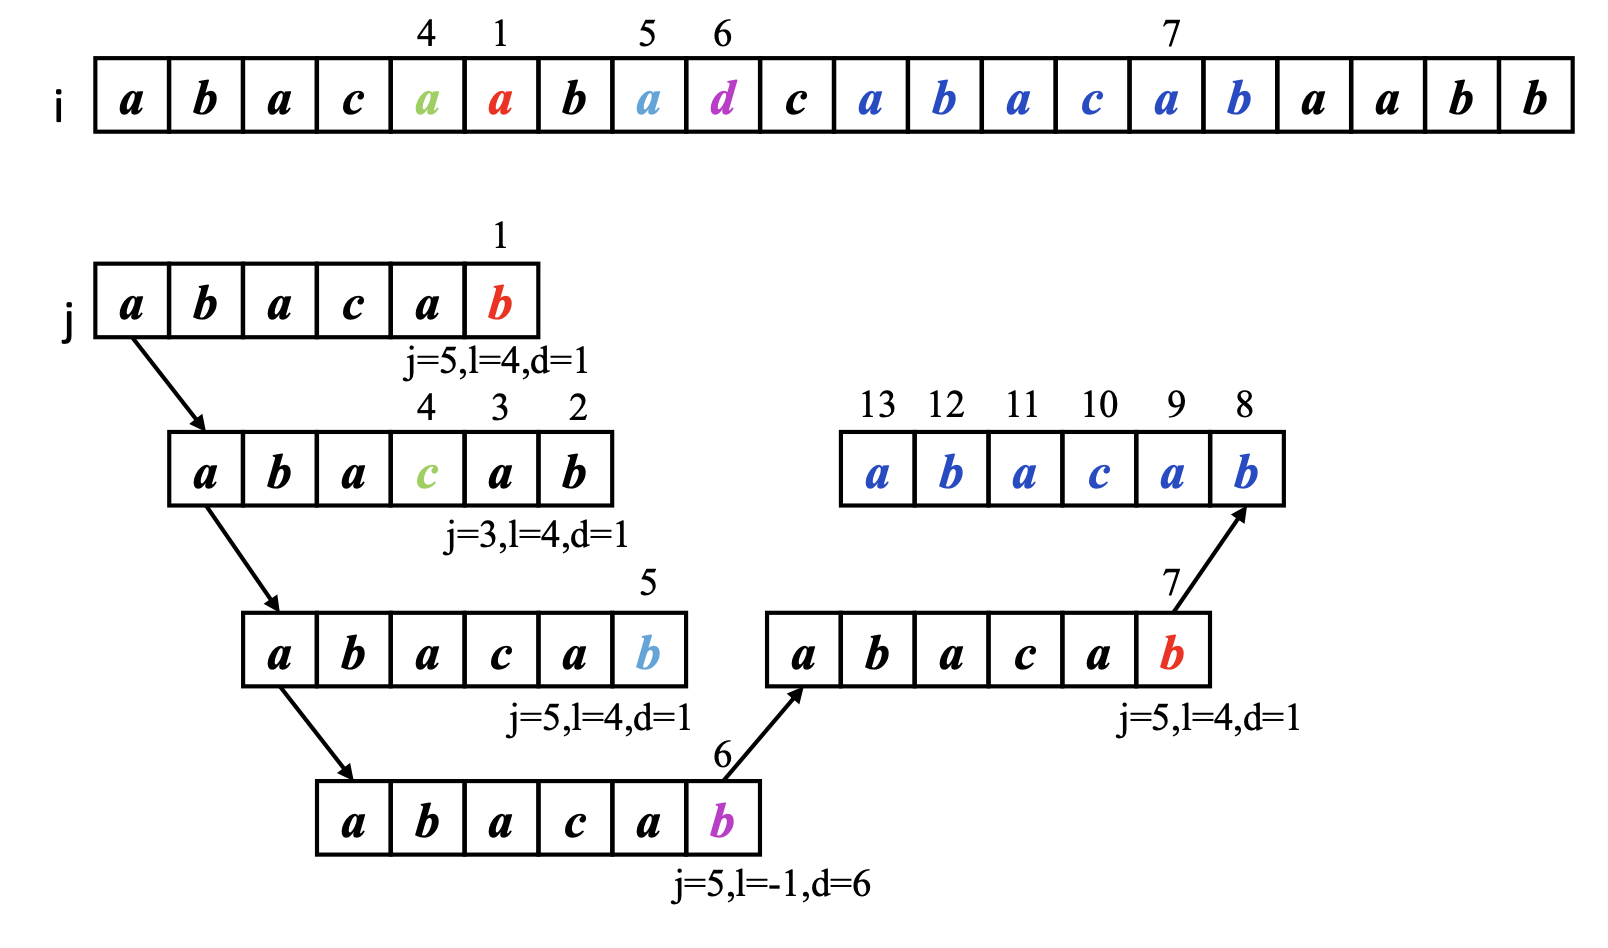 4 1 5 6 7
i a b a c a a b a d c a b a c a b a a b b
1
j a b a c a b
j=5,l=4,d=1
4 3 2
a b a c a b
j=3,l=4,d=1
13 12 11 10 9 8
a b a c a b
5
a b a c a b
j=5,l=4,d=1
7
a b a c a b
j=5,l=4,d=1
6
a b a c a b
j=5,l=-1,d=6